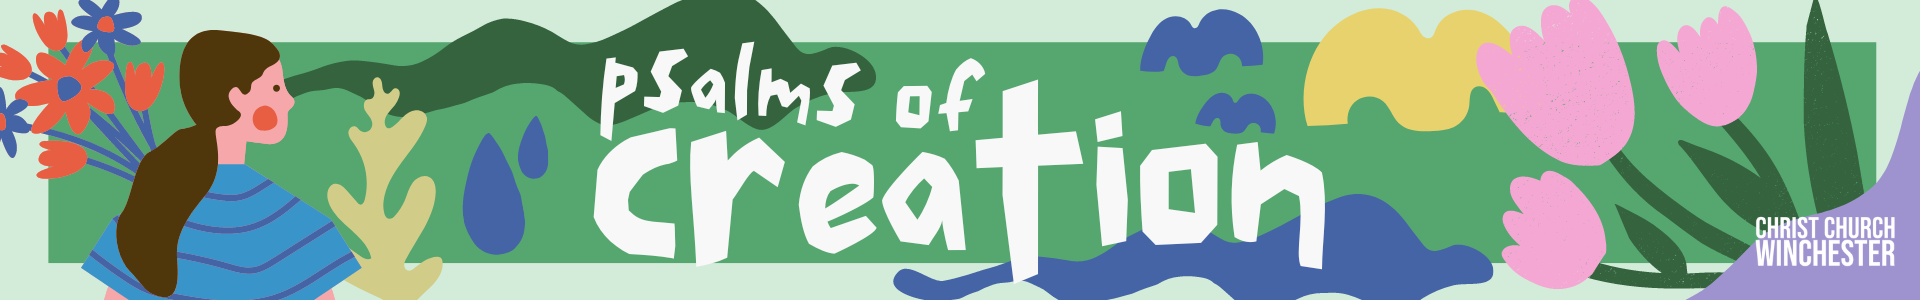 psalms of
creation
CHRIST CHURCH
WINCHESTER